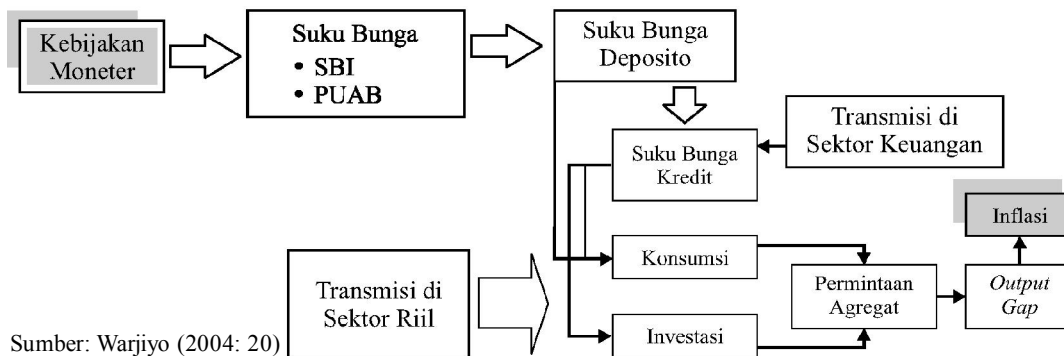 Kebijakan
Moneter
Suku Bunga
• SBI
• PUAB
Suku Bunga
Deposito
Transmisi di
Sektor Keuangan
Suku Bunga
Kredit
Inflasi
Konsumsi
Transmisi di
Sektor Riil
Permintaan
Agregat
Output
Gap
Investasi
Sumber: Warjiyo (2004: 20)